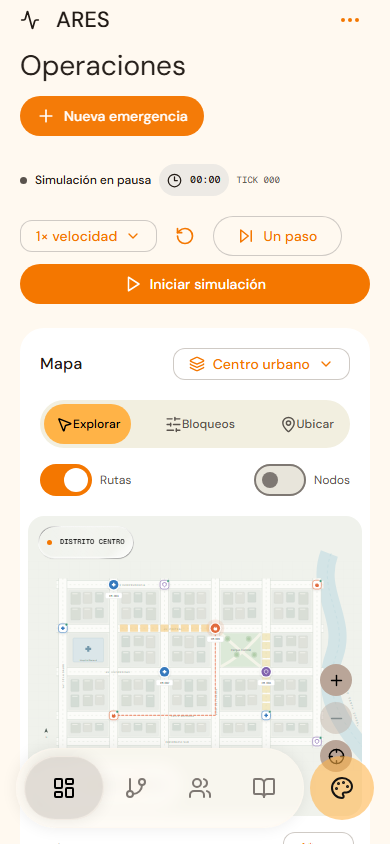 ARES
Operaciones
Nueva emergencia
Simulación en pausa 00:00 TICK 000
1× velocidad Un paso
Iniciar simulación
Mapa Centro urbano
Explorar Bloqueos Ubicar
Rutas Nodos
DISTRITO CENTRO